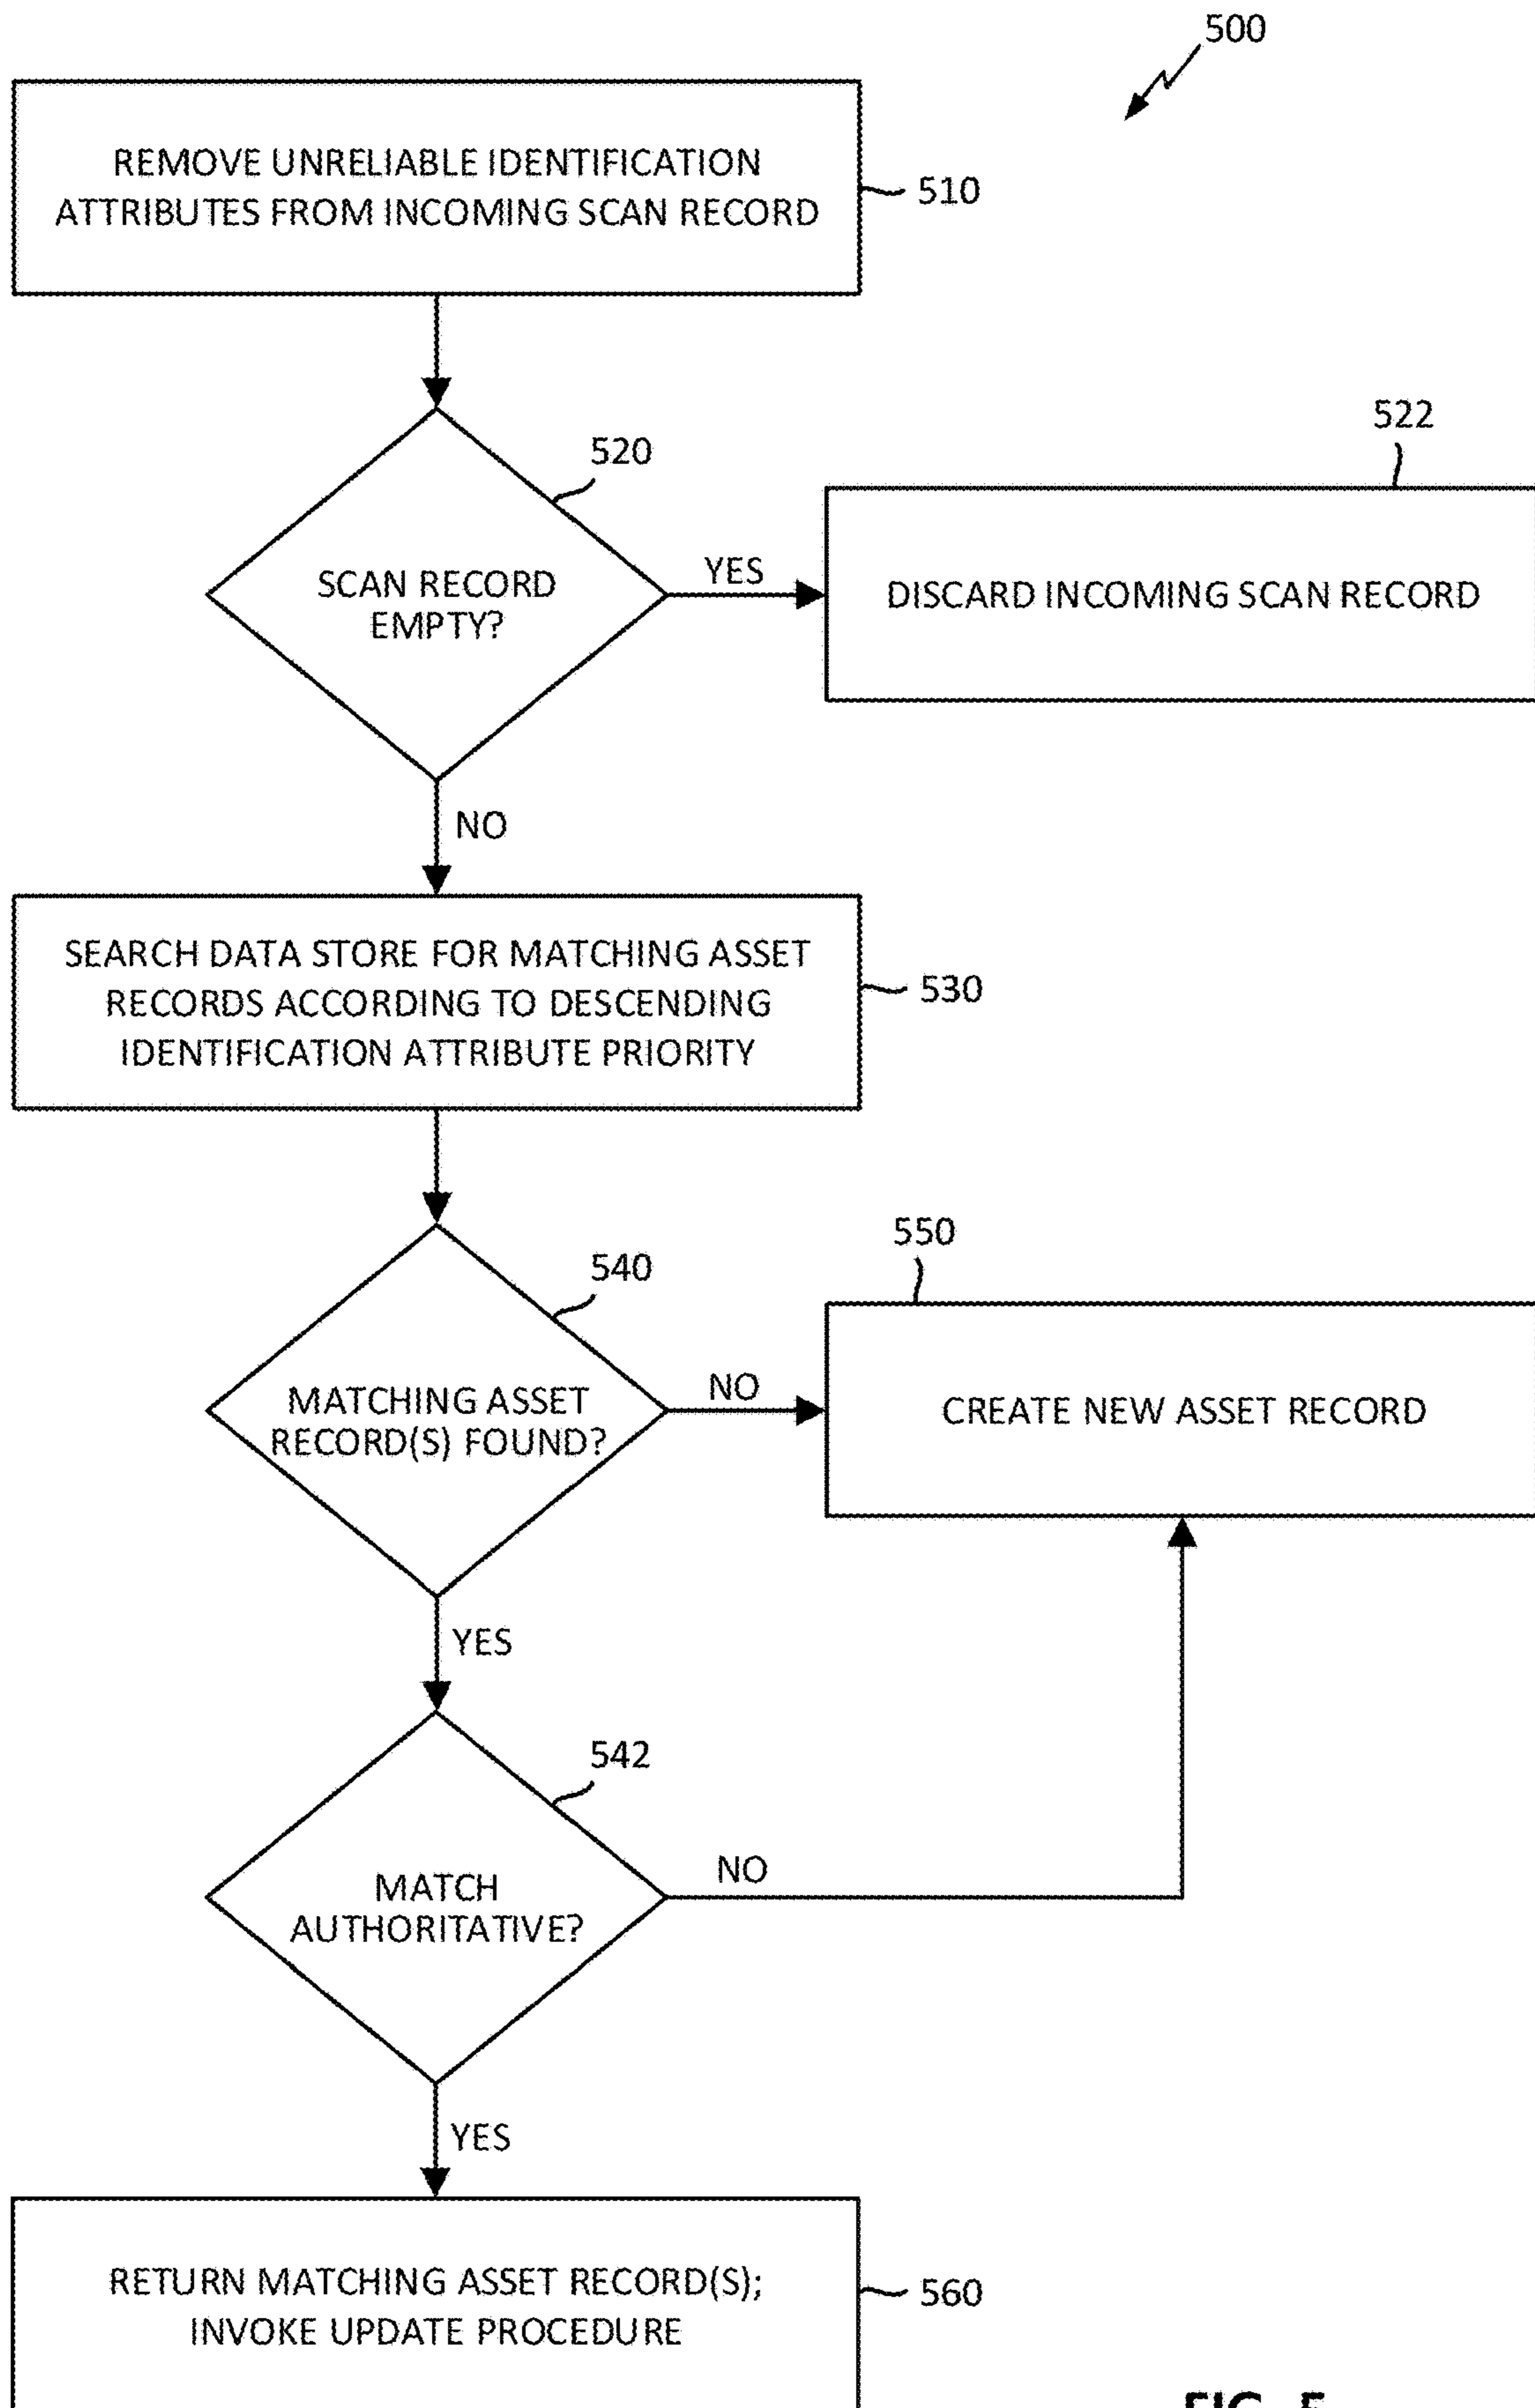 500
REMOVE UNRELIABLE IDENTIFICATION
ATTRIBUTES FROM INCOMING SCAN RECORD
510
520
SCAN RECORD
EMPTY?
YES
522
DISCARD INCOMING SCAN RECORD
NO
SEARCH DATA STORE FOR MATCHING ASSET
RECORDS ACCORDING TO DESCENDING
IDENTIFICATION ATTRIBUTE PRIORITY
530
540
MATCHING ASSET
RECORD(S) FOUND?
NO
550
CREATE NEW ASSET RECORD
YES
542
MATCH
AUTHORITATIVE?
NO
YES
RETURN MATCHING ASSET RECORD(S);
INVOKE UPDATE PROCEDURE
560
FIG. 5